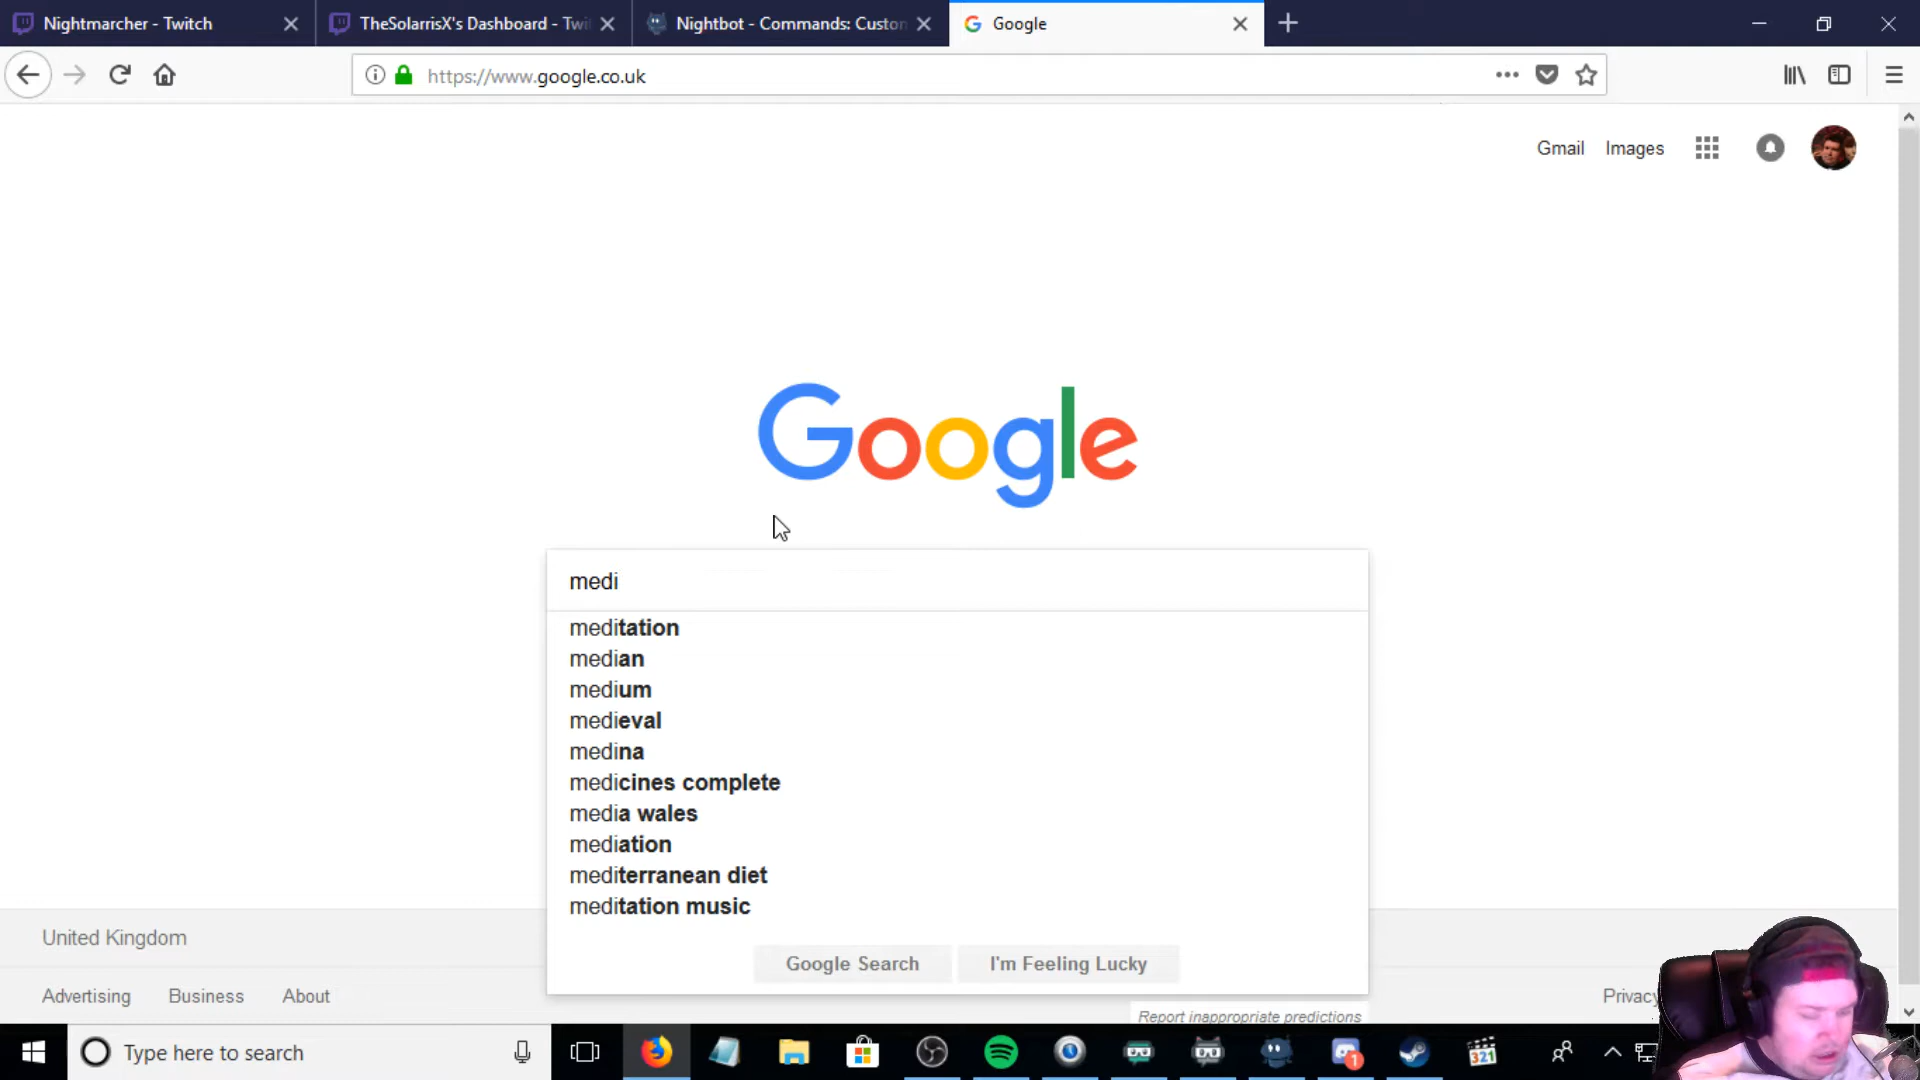 Nightmarcher - Twitch
TheSolarrisX's Dashboard - Twi
Nightbot - Commands: Custon
Google
https://www.google.co.uk
Gmail
Images
Google
medi
meditation
median
medium
medieval
medina
medicines complete
media wales
mediation
mediterranean diet
meditation music
Google Search
I'm Feeling Lucky
Report inappropriate predictions
United Kingdom
Advertising
Business
About
Privacy
Type here to search
1
321